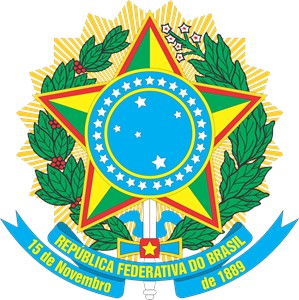 REPÚBLICA FEDERATIVA DO BRASIL
15 de Novembro
de 1889